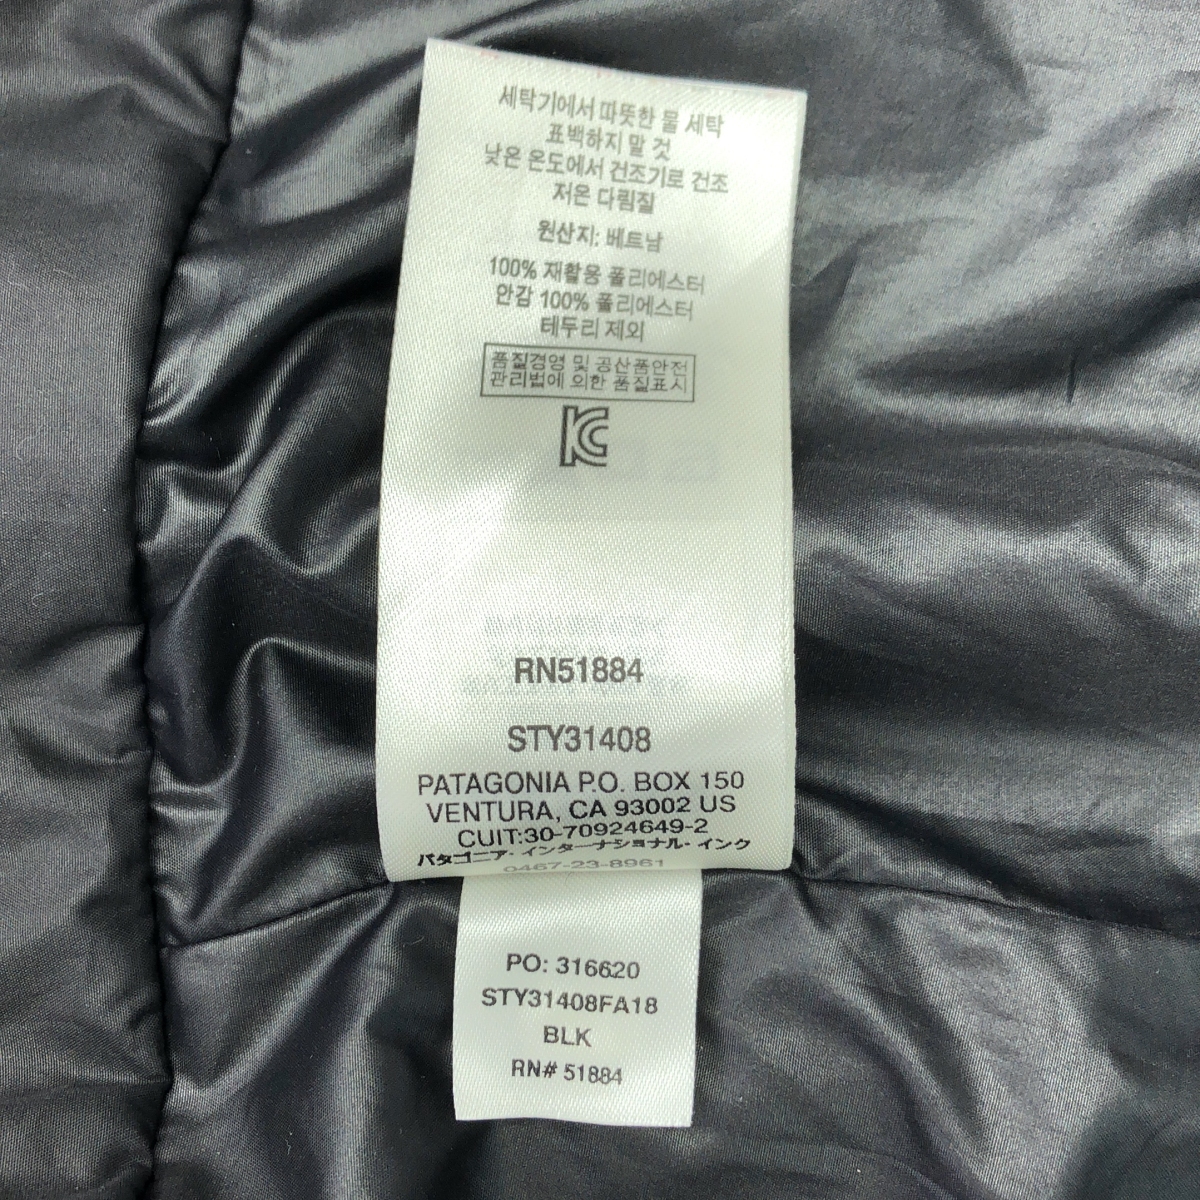 세탁기에서 따뜻한 물 세탁
표백하지 말 것
낮은 온도에서 건조기로 건조
저온 다림질
원산지: 베트남
100% 재활용 폴리에스터
안감 100% 폴리에스터
테두리 제외
품질경영 및 공산품안전
관리법에 의한 품질표시
KC
RN51884
STY31408
PATAGONIA P.O. BOX 150
VENTURA, CA 93002 US
CUIT:30-70924649-2
パタゴニア・インターナショナル・インク
0467-23-8961
PO: 316620
STY31408FA18
BLK
RN# 51884